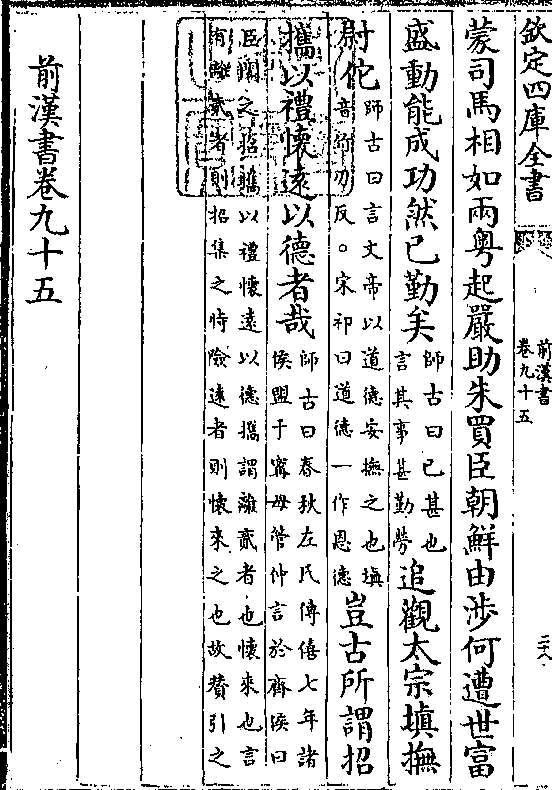 欽定四庫全書
前漢書
卷九十五
二八
蒙司馬相如兩粵起嚴助朱買臣朝鮮由涉何遭世富
盛動能成功然已勤矣
師古曰已甚也
言其事甚勤勞
追觀太宗填撫
尉佗
師古曰言文帝以道德安撫之也填
音竹刃反。宋祁曰道德一作恩德
豈古所謂招
攜以禮懷遠以德者哉
師古曰春秋左氏傳僖七年諸
侯盟于甯母管仲言於齊侯曰
臣聞之招攜以禮懷遠以德攜謂離貳者也懷來也言
有離貳者則招集之恃險遠者則懷來之也故贊引之
前漢書卷九十五